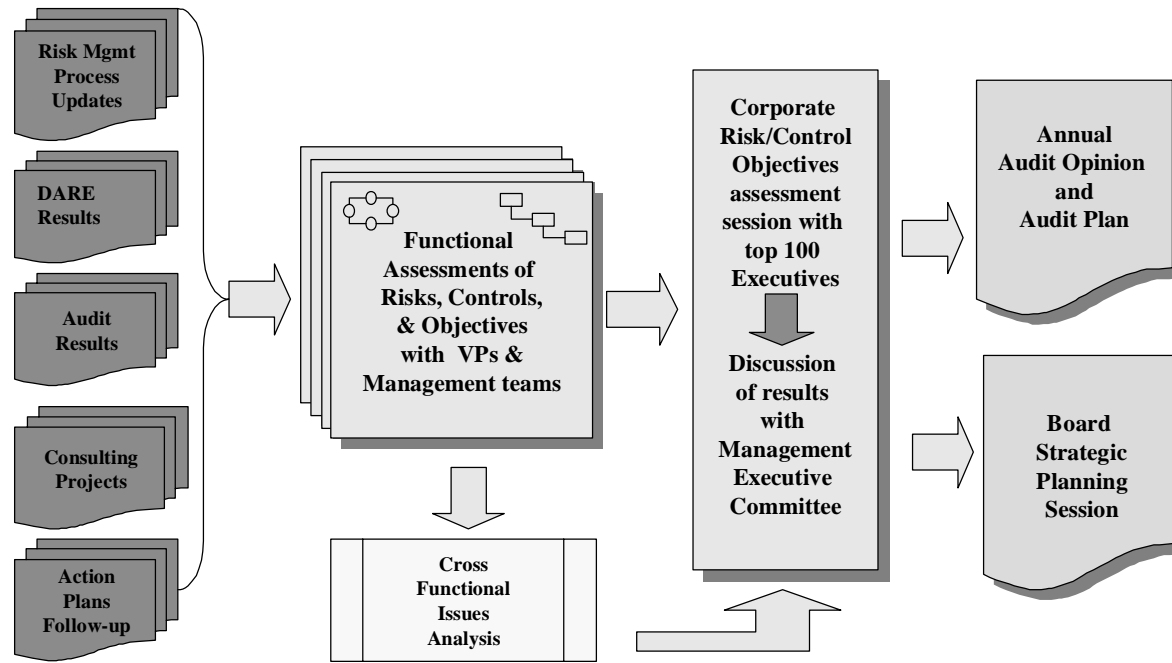 Risk Mgmt
Process
Updates
DARE
Results
Audit
Results
Consulting
Projects
Action
Plans
Follow-up
Functional
Assessments of
Risks, Controls,
& Objectives
with VPs &
Management teams
Cross
Functional
Issues
Analysis
Corporate
Risk/Control
Objectives
assessment
session with
top 100
Executives
Discussion
of results
with
Management
Executive
Committee
Annual
Audit Opinion
and
Audit Plan
Board
Strategic
Planning
Session